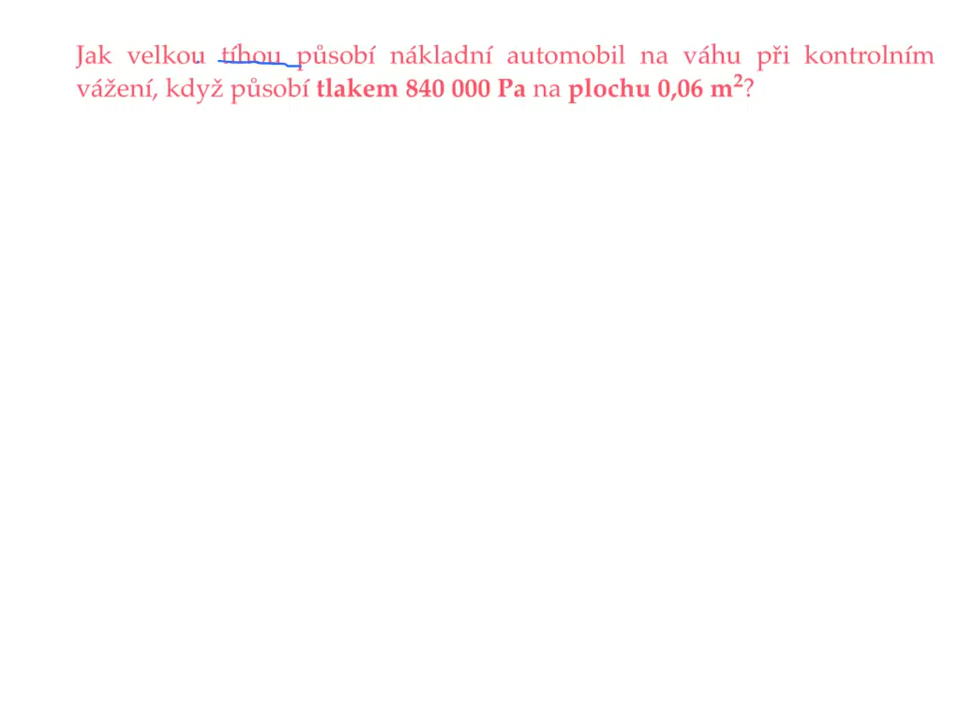 Jak velkou tíhou působí nákladní automobil na váhu při kontrolním
vážení, když působí tlakem 840 000 Pa na plochu 0,06 m²?